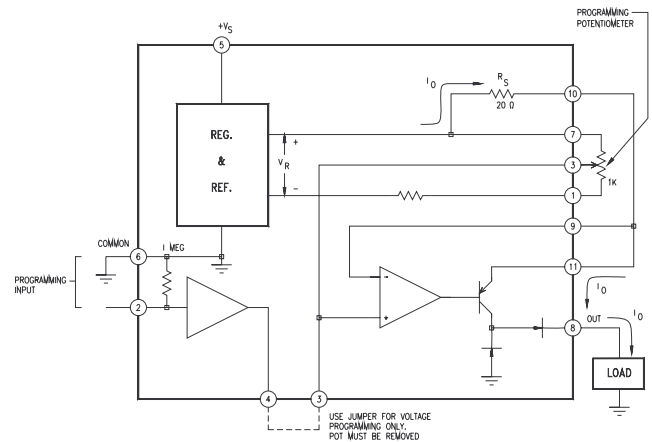 PROGRAMMING
POTENTIOMETER
+VS
5
IO
RS
20 Ω
10
REG.
&
REF.
+
VR
-
7
3
1K
1
9
COMMON
6
1 MEG
PROGRAMMING
INPUT
2
-
+
11
IO
OUT
IO
8
LOAD
4
3
USE JUMPER FOR VOLTAGE
PROGRAMMING ONLY.
POT MUST BE REMOVED